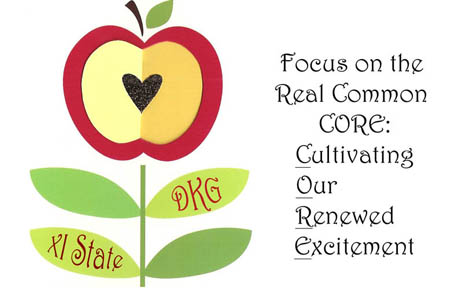 Focus on the
Real Common
CORE:
Cultivating
Our
Renewed
Excitement
DKG
XI State